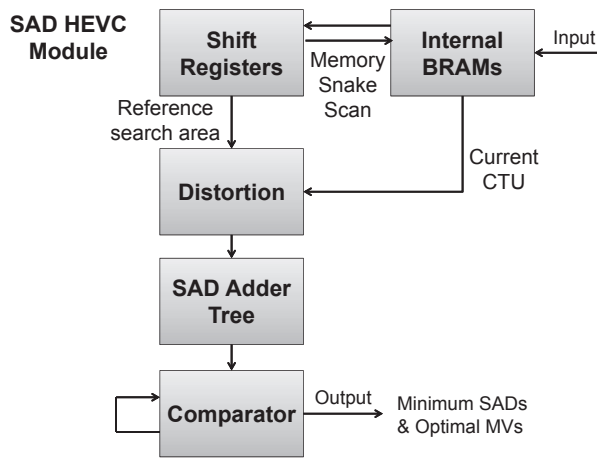 SAD HEVC
Module
Shift
Registers
Internal
BRAMs
Input
Memory
Snake
Scan
Reference
search area
Current
CTU
Distortion
SAD Adder
Tree
Comparator
Output
Minimum SADs
& Optimal MVs